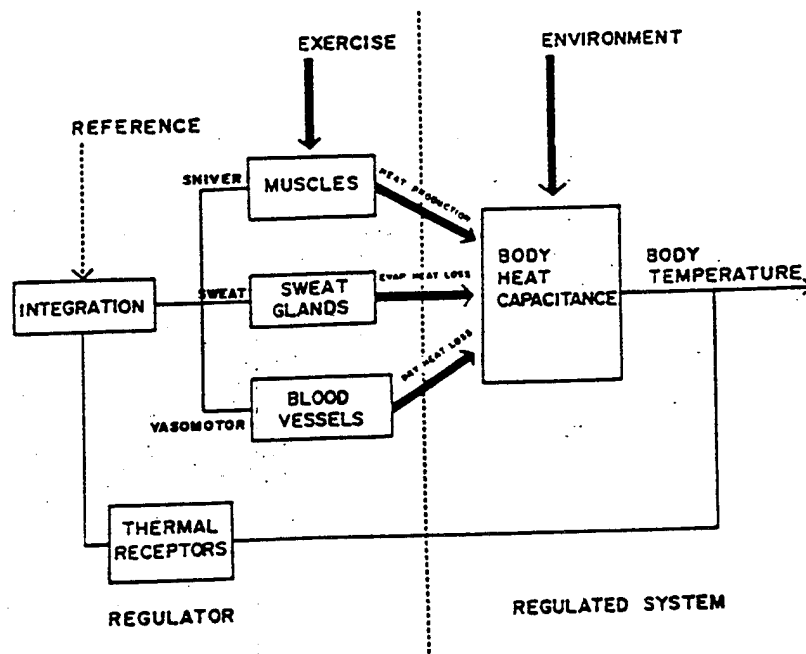 EXERCISE
ENVIRONMENT
REFERENCE
SHIVER
MUSCLES
HEAT PRODUCTION
BODY
HEAT
CAPACITANCE
BODY
TEMPERATURE
INTEGRATION
SWEAT
SWEAT
GLANDS
EVAP HEAT LOSS
DRY HEAT LOSS
VASOMOTOR
BLOOD
VESSELS
THERMAL
RECEPTORS
REGULATOR
REGULATED SYSTEM